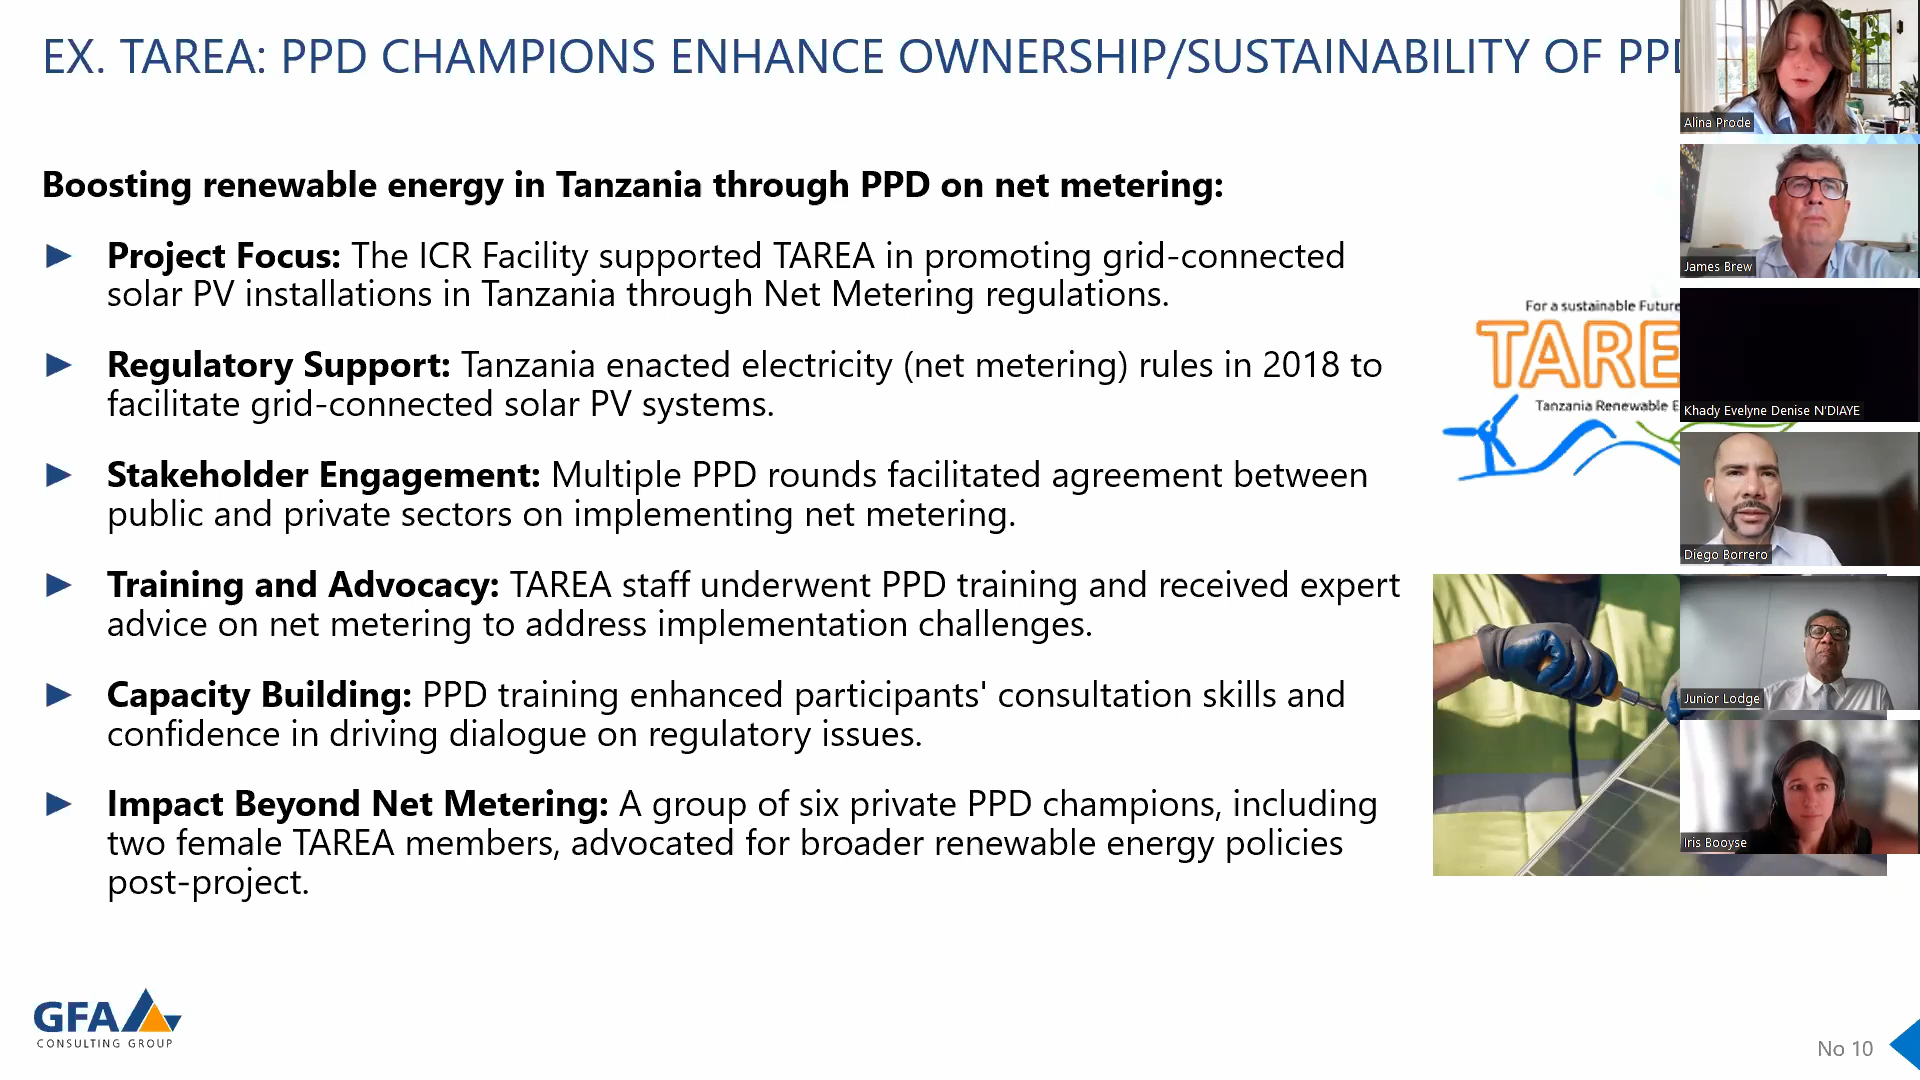 EX. TAREA: PPD CHAMPIONS ENHANCE OWNERSHIP/SUSTAINABILITY OF PPD
Boosting renewable energy in Tanzania through PPD on net metering:
► Project Focus: The ICR Facility supported TAREA in promoting grid-connected
solar PV installations in Tanzania through Net Metering regulations.
► Regulatory Support: Tanzania enacted electricity (net metering) rules in 2018 to
facilitate grid-connected solar PV systems.
► Stakeholder Engagement: Multiple PPD rounds facilitated agreement between
public and private sectors on implementing net metering.
► Training and Advocacy: TAREA staff underwent PPD training and received expert
advice on net metering to address implementation challenges.
► Capacity Building: PPD training enhanced participants' consultation skills and
confidence in driving dialogue on regulatory issues.
► Impact Beyond Net Metering: A group of six private PPD champions, including
two female TAREA members, advocated for broader renewable energy policies
post-project.
For a sustainable Future
TARE
Tanzania Renewable E
Alina Prode
James Brew
Khady Evelyne Denise N'DIAYE
Diego Borrero
Junior Lodge
Iris Booyse
GFA
CONSULTING GROUP
No 10